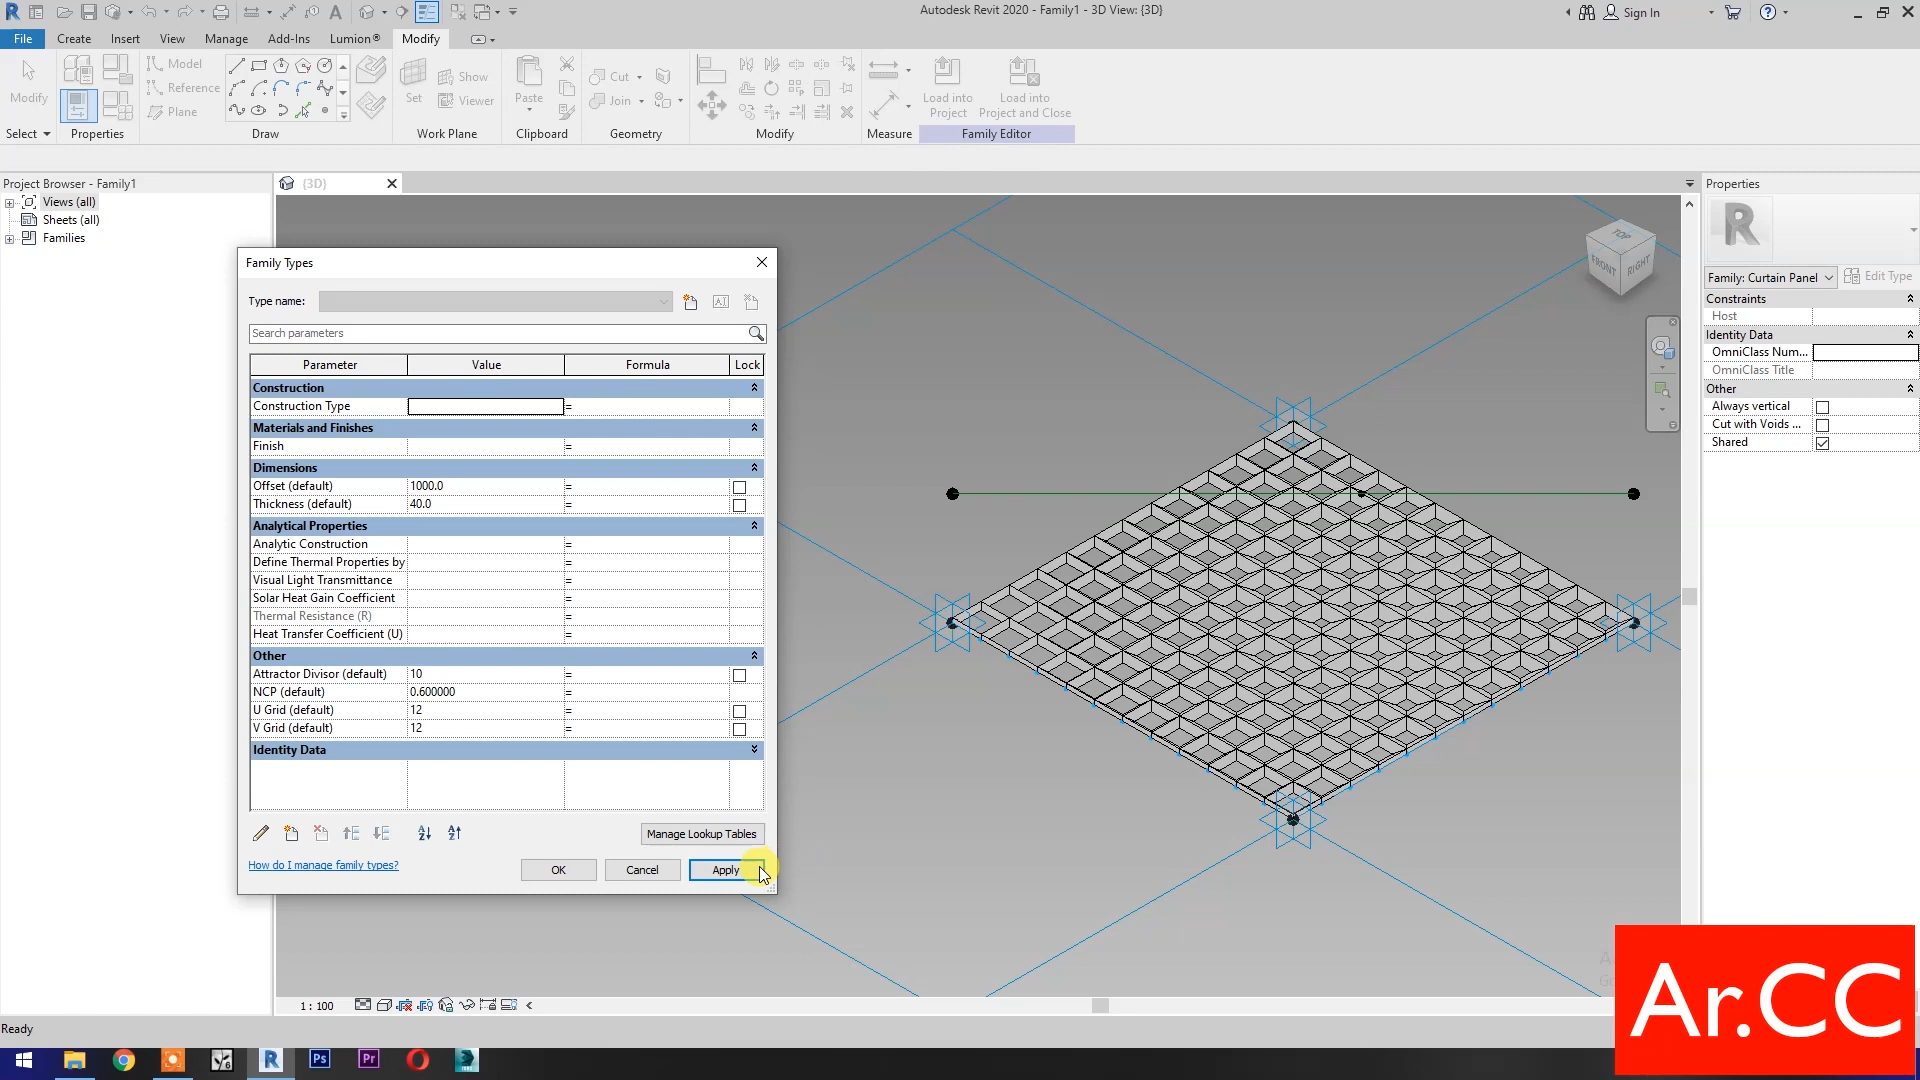 Autodesk Revit 2020 - Family1 - 3D View: {3D}
Sign In
File
Create
Insert
View
Manage
Add-Ins
Lumion®
Modify
Modify
Model
Reference
Plane
Set
Show
Viewer
Paste
Cut
Join
Load into
Project
Load into
Project and Close
Select
Properties
Draw
Work Plane
Clipboard
Geometry
Modify
Measure
Family Editor
Project Browser - Family1
Views (all)
Sheets (all)
Families
{3D}
TOP
FRONT
RIGHT
Family Types
Type name:
Search parameters
Parameter Value Formula Lock
Construction
Construction Type =
Materials and Finishes
Finish =
Dimensions
Offset (default) 1000.0 =
Thickness (default) 40.0 =
Analytical Properties
Analytic Construction =
Define Thermal Properties by =
Visual Light Transmittance =
Solar Heat Gain Coefficient =
Thermal Resistance (R) =
Heat Transfer Coefficient (U) =
Other
Attractor Divisor (default) 10 =
NCP (default) 0.600000 =
U Grid (default) 12 =
V Grid (default) 12 =
Identity Data
Manage Lookup Tables
How do I manage family types?
OK
Cancel
Apply
Properties
R
Family: Curtain Panel
Edit Type
Constraints
Host
Identity Data
OmniClass Num...
OmniClass Title
Other
Always vertical
Cut with Voids ...
Shared
1 : 100
Ready
Ps
Pr
Ar.CC